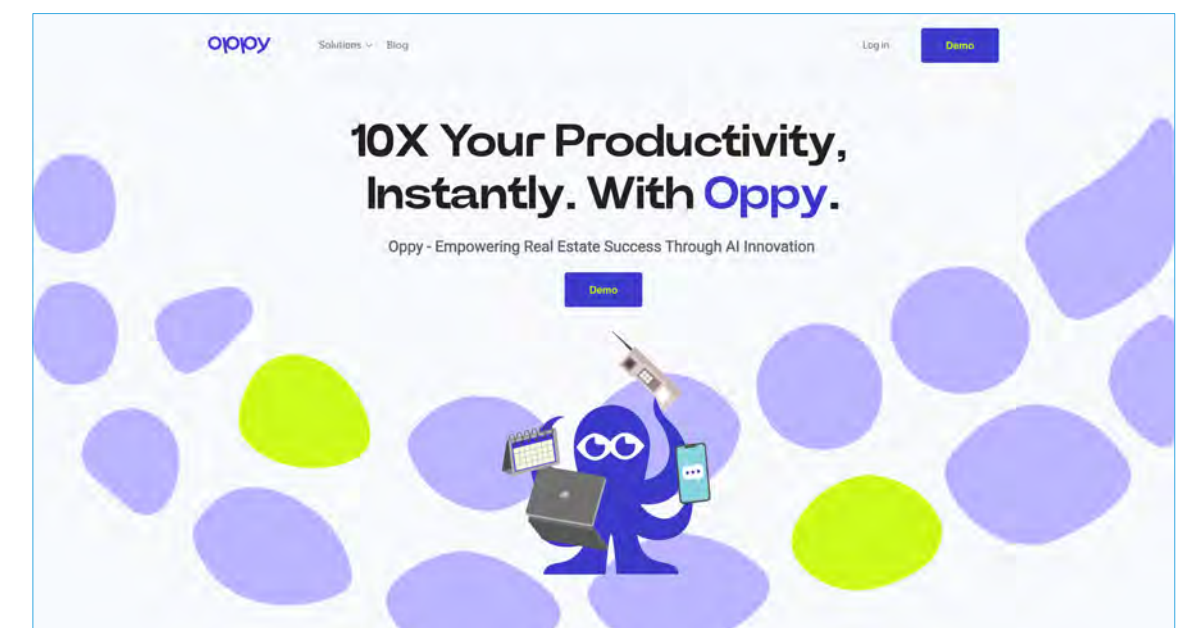 oppy
Solutions
Blog
Log in
Demo
10X Your Productivity,
Instantly. With Oppy.
Oppy - Empowering Real Estate Success Through AI Innovation
Demo